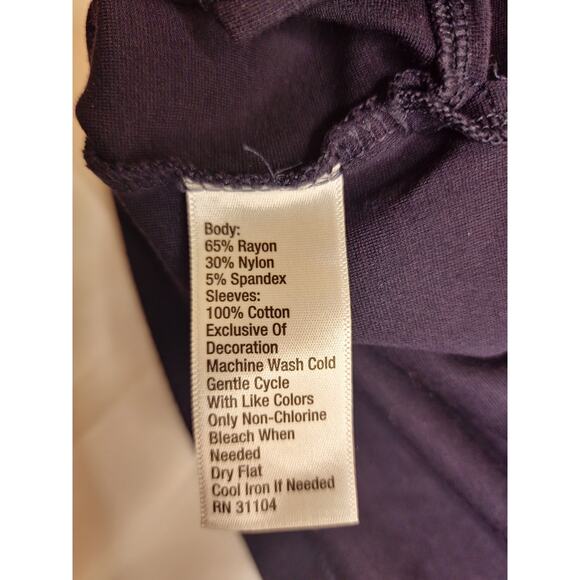 Body:
65% Rayon
30% Nylon
5% Spandex
Sleeves:
100% Cotton
Exclusive Of
Decoration
Machine Wash Cold
Gentle Cycle
With Like Colors
Only Non-Chlorine
Bleach When
Needed
Dry Flat
Cool Iron If Needed
RN 31104